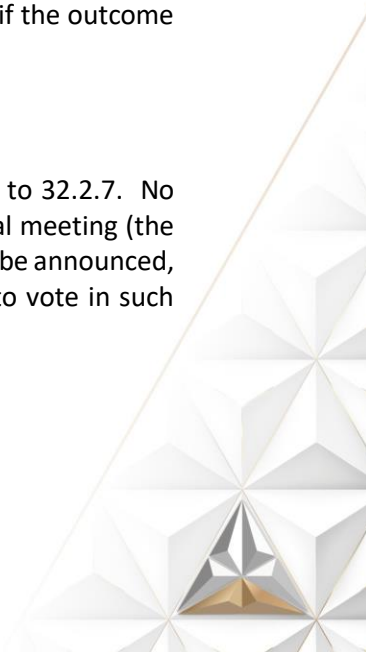 if the outcome
to 32.2.7. No
al meeting (the
be announced,
to vote in such